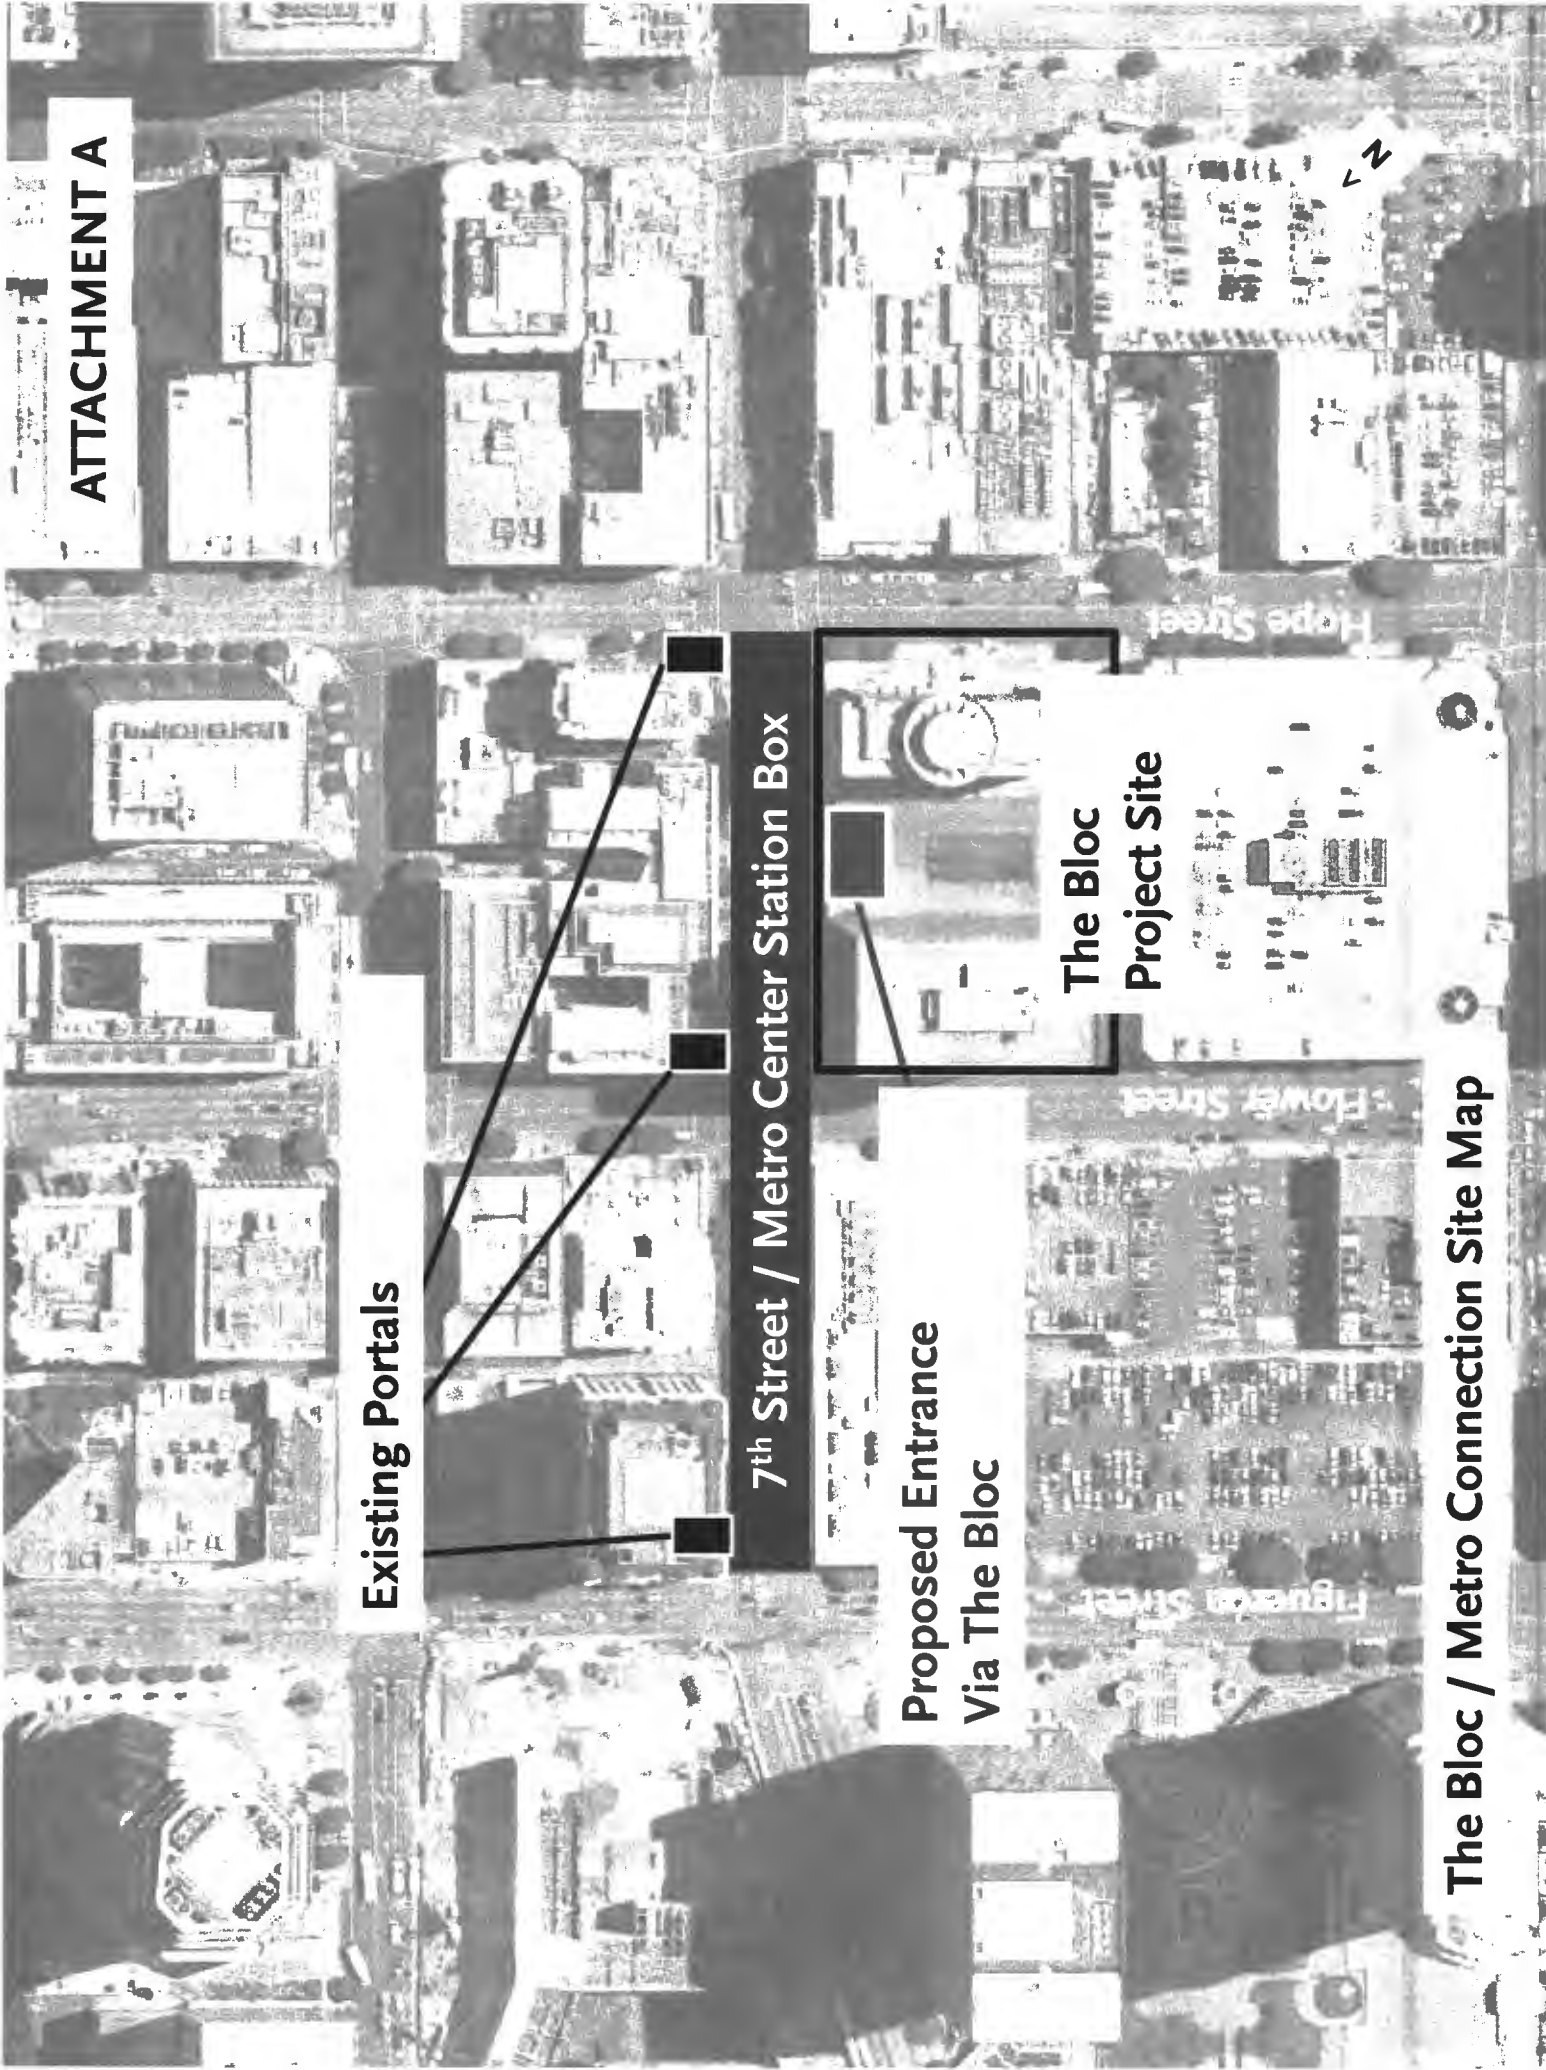 ATTACHMENT A
Existing Portals
7th Street / Metro Center Station Box
Proposed Entrance
Via The Bloc
The Bloc
Project Site
Figueroa Street
Flower Street
Hope Street
< N
The Bloc / Metro Connection Site Map